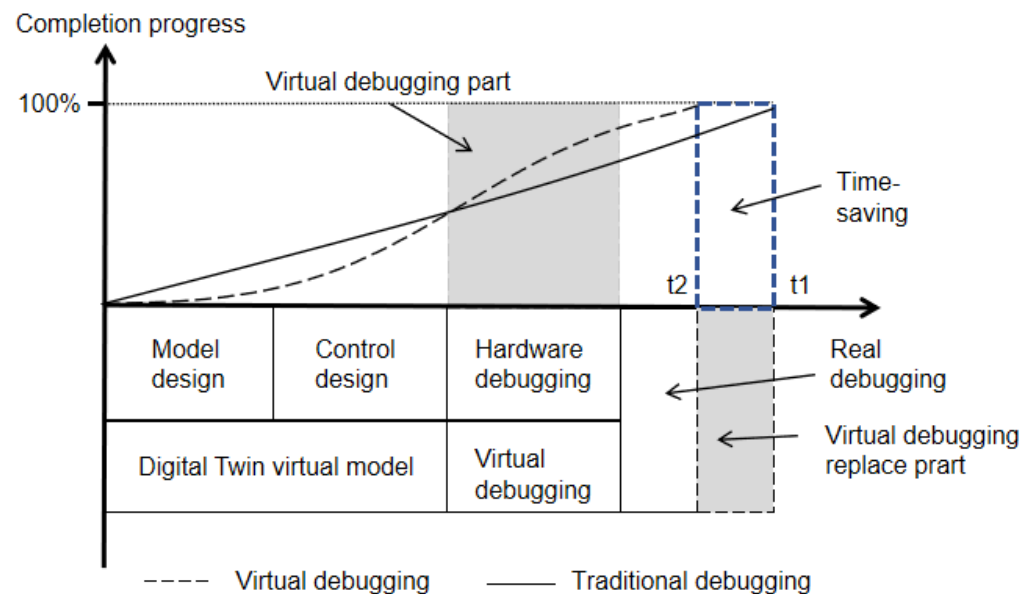 Completion progress
Virtual debugging part
100%
Time-
saving
t2
t1
Model
design
Control
design
Hardware
debugging
Real
debugging
Digital Twin virtual model
Virtual
debugging
Virtual debugging
replace prart
Virtual debugging
Traditional debugging